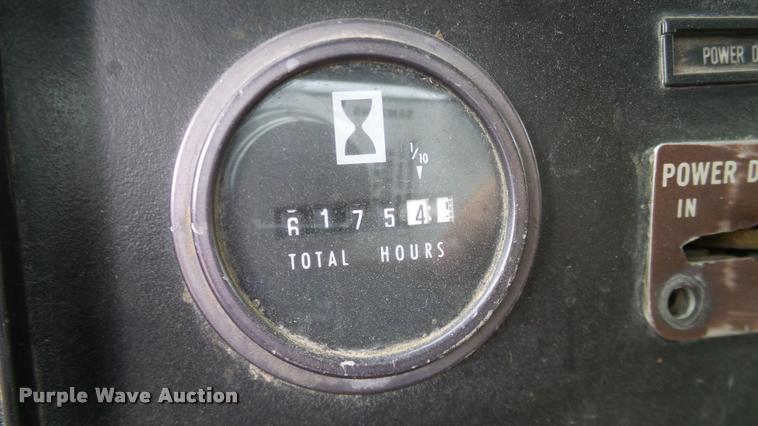 POWER D
1/10
6 1 7 5 4
TOTAL HOURS
POWER D
IN
Purple Wave Auction